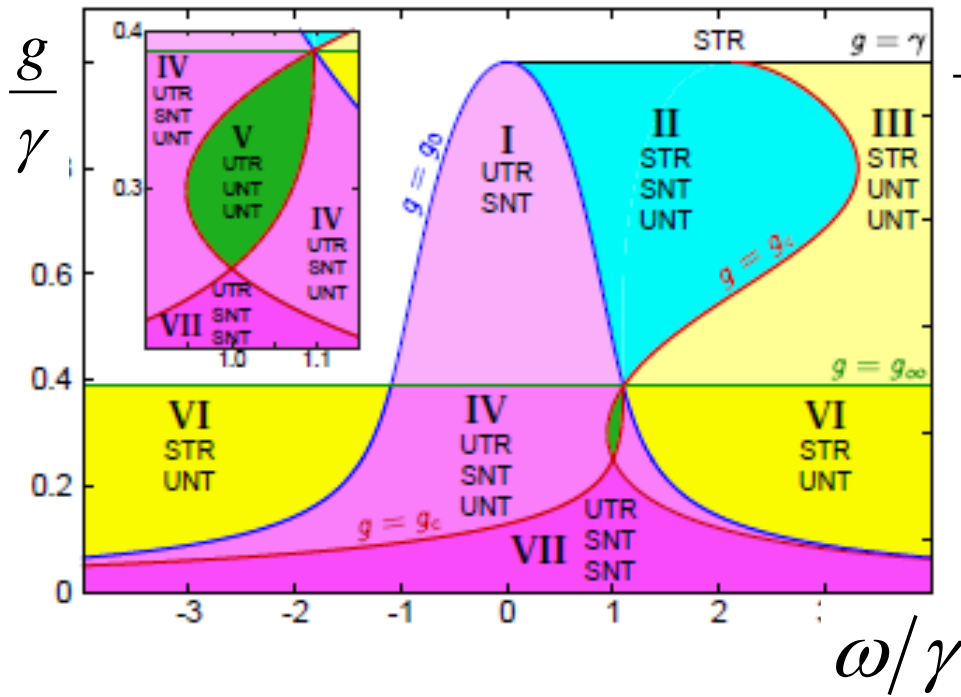 g
γ
STR
g = γ
0.4
IV
UTR
SNT
UNT
V
UTR
UNT
UNT
0.3
IV
UTR
SNT
UNT
UTR
VII SNT
SNT
1.0 1.1
g = g₀
I
UTR
SNT
II
STR
SNT
UNT
III
STR
UNT
UNT
g = g꜀
0.6
0.4
g = g∞
VI
STR
UNT
IV
UTR
SNT
UNT
VI
STR
UNT
0.2
g = g꜀
UTR
VII SNT
SNT
0
-3 -2 -1 0 1 2
ω/γ